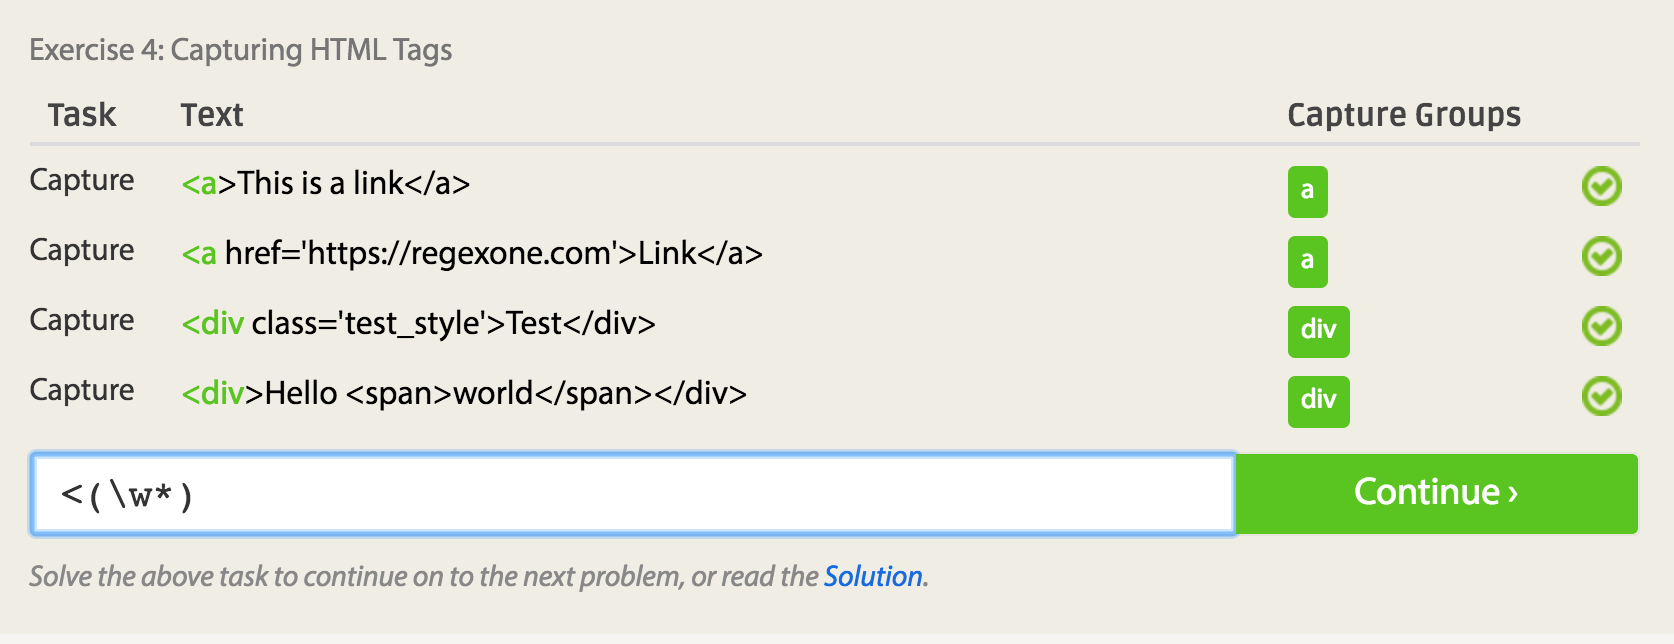 Exercise 4: Capturing HTML Tags
Task Text Capture Groups
Capture <a>This is a link</a> a
Capture <a href='https://regexone.com'>Link</a> a
Capture <div class='test_style'>Test</div> div
Capture <div>Hello <span>world</span></div> div
<(\w*) Continue ›
Solve the above task to continue on to the next problem, or read the Solution.